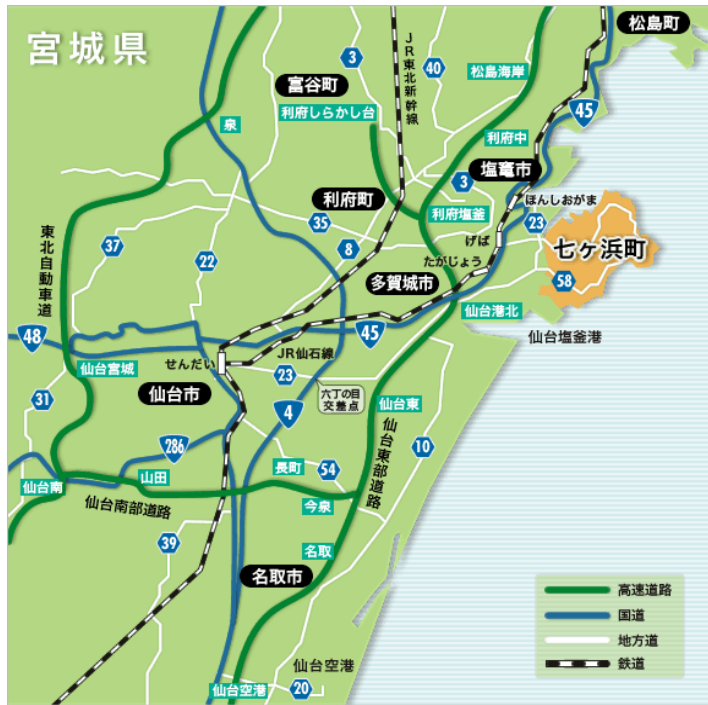 宮城県
松島町
JR東北新幹線
3
40
松島海岸
富谷町
利府しらかし台
45
泉
利府中
塩竈市
3
利府町
ほんしおがま
35
利府塩釜
23
東北自動車道
37
8
げば
七ヶ浜町
22
たがじょう
多賀城市
58
仙台港北
48
45
仙台塩釜港
せんだい
JR仙石線
仙台宮城
23
仙台市
六丁の目
交差点
31
4
仙台東
286
仙台東部道路
10
長町
54
仙台南
山田
仙台南部道路
今泉
39
名取
名取市
高速道路
国道
地方道
鉄道
仙台空港
仙台空港
20